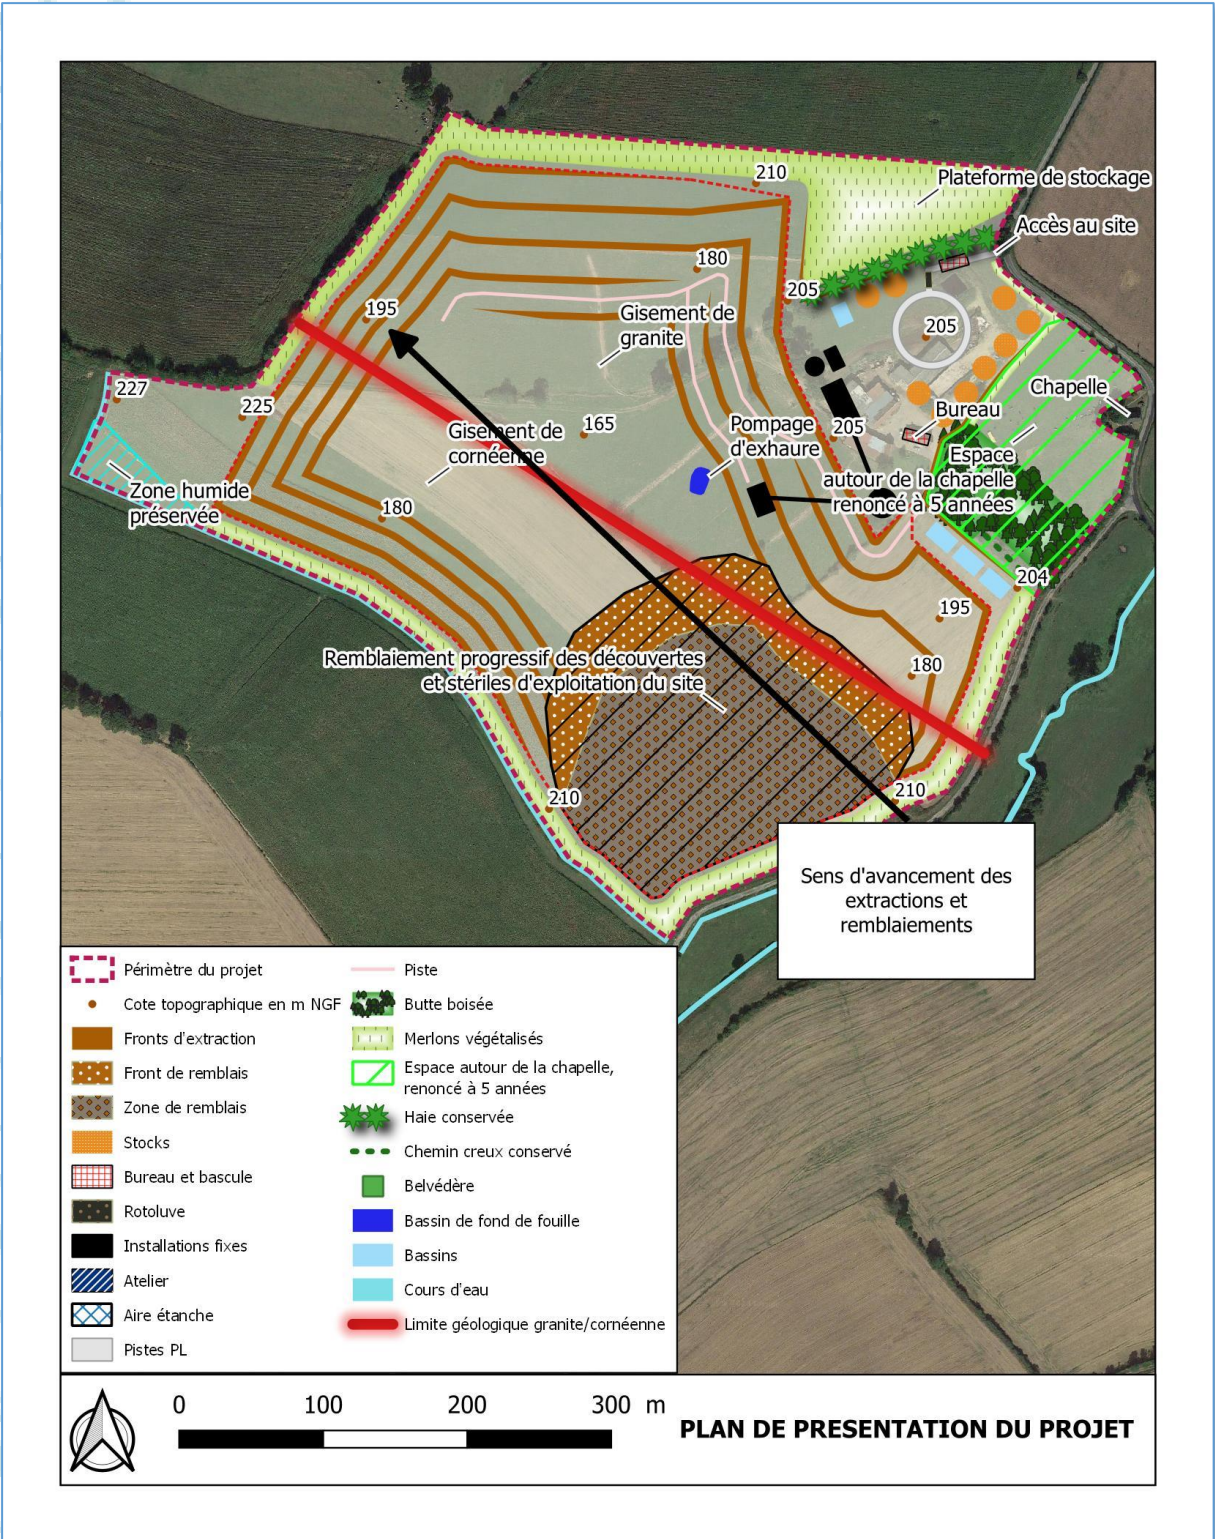 210
Plateforme de stockage
Accès au site
180
205
195
Gisement de
granite
205
227
225
Chapelle
Bureau
165
Pompage
d'exhaure
205
Gisement de
cornéenne
Espace
autour de la chapelle
renoncé à 5 années
Zone humide
préservée
180
204
195
Remblaiement progressif des découvertes
et stériles d'exploitation du site
180
210
210
Sens d'avancement des
extractions et
remblaiements
Périmètre du projet
Cote topographique en m NGF
Fronts d'extraction
Front de remblais
Zone de remblais
Stocks
Bureau et bascule
Rotoluve
Installations fixes
Atelier
Aire étanche
Pistes PL
Piste
Butte boisée
Merlons végétalisés
Espace autour de la chapelle,
renoncé à 5 années
Haie conservée
Chemin creux conservé
Belvédère
Bassin de fond de fouille
Bassins
Cours d'eau
Limite géologique granite/cornéenne
0 100 200 300 m
PLAN DE PRESENTATION DU PROJET